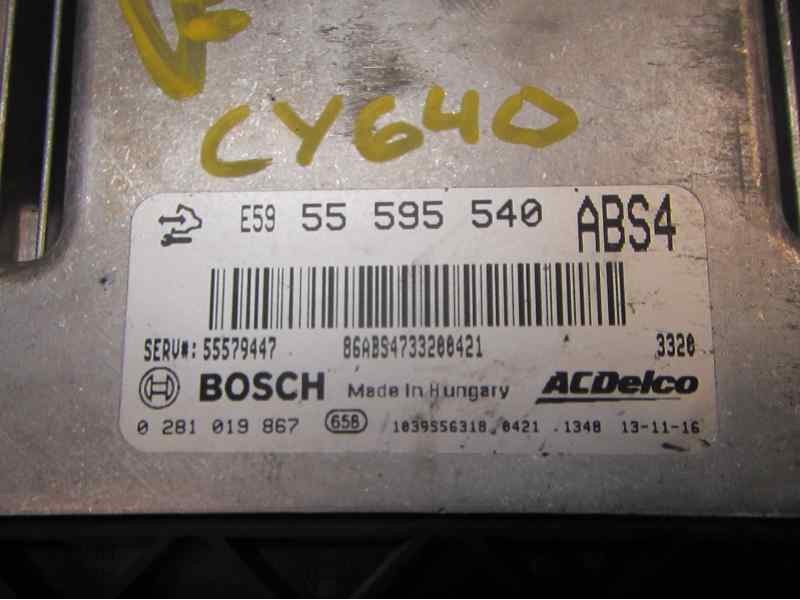 VF
CY640
E59 55 595 540 ABS4
SERV#: 55579447 86ABS4733200421 3320
BOSCH Made in Hungary ACDelco
0 281 019 867 658 1039S56318 0421 1348 13-11-16